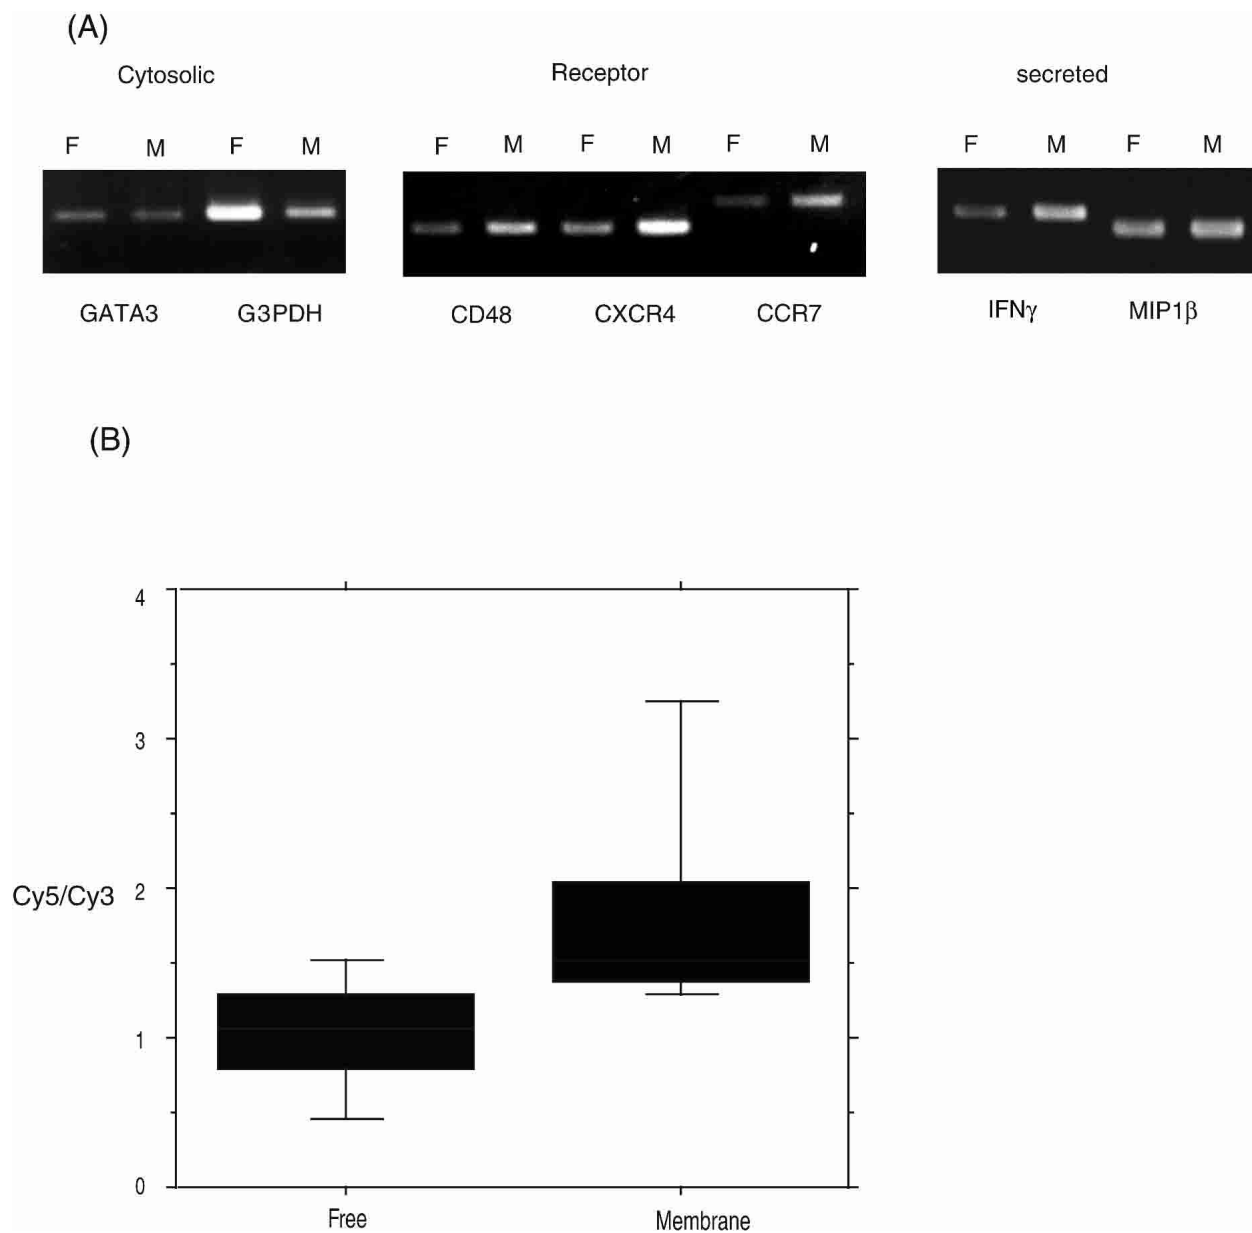 (A)
Cytosolic Receptor secreted
F M F M F M F M F M F M F M
GATA3 G3PDH CD48 CXCR4 CCR7 IFNγ MIP1β
(B)
4
3
2
Cy5/Cy3
1
0
Free Membrane